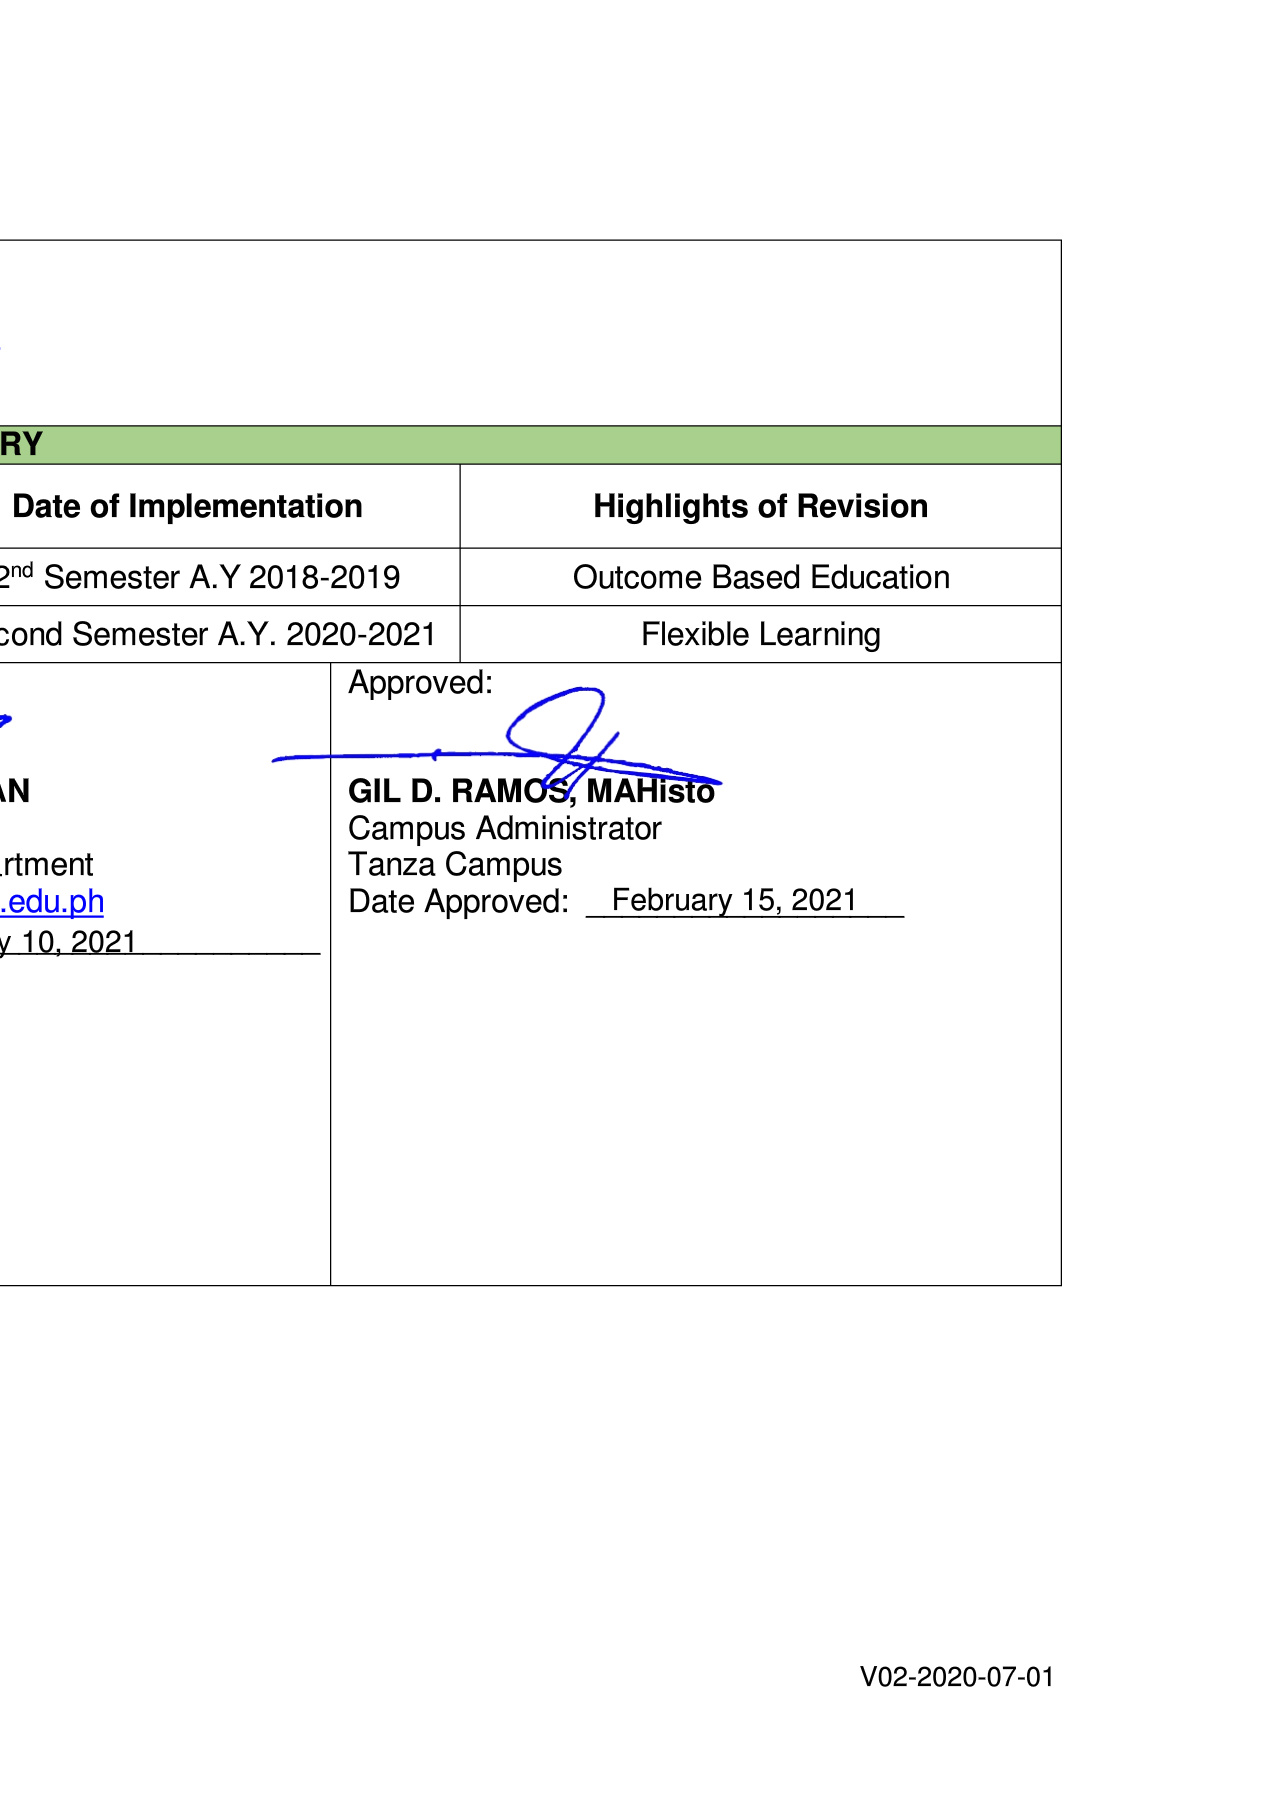 RY
Date of Implementation Highlights of Revision
2nd Semester A.Y 2018-2019 Outcome Based Education
cond Semester A.Y. 2020-2021 Flexible Learning
Approved:
AN GIL D. RAMOS, MAHisto
Campus Administrator
rtment Tanza Campus
.edu.ph Date Approved: February 15, 2021
y 10, 2021
V02-2020-07-01